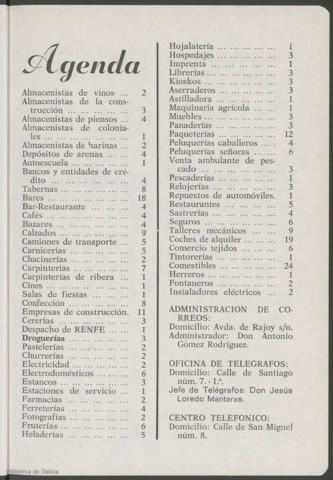 Agenda
Almacenistas de vinos ... 2
Almacenistas de la cons-
trucción ... ... ... ... ... 3
Almacenistas de piensos ... 4
Almacenistas de colonia-
les ... ... ... ... ... ... 1
Almacenistas de harinas ... 2
Depósitos de arenas ... ... 4
Autoescuela ... ... ... ... 1
Bancos y entidades de cré-
dito ... ... ... ... ... ... 4
Tabernas ... ... ... ... ... 8
Bares ... ... ... ... ... ... 18
Bar-Restaurante ... ... ... 4
Cafés ... ... ... ... ... ... 4
Bazares ... ... ... ... ... 4
Calzados ... ... ... ... ... 9
Camiones de transporte ... 5
Carnicerías ... ... ... ... 5
Chacinerías ... ... ... ... 2
Carpinterías ... ... ... ... 7
Carpinterías de ribera ... 1
Cines ... ... ... ... ... ... 1
Salas de fiestas ... ... ... 1
Confección ... ... ... ... 8
Empresas de construcción. 11
Cererías ... ... ... ... ... 3
Despacho de RENFE ... ... 1
Droguerías ... ... ... ... 3
Pastelerías ... ... ... ... 2
Churrerías ... ... ... ... 2
Electricidad ... ... ... ... 2
Electrodomésticos ... ... 6
Estancos ... ... ... ... ... 3
Estaciones de servicio ... 1
Farmacias ... ... ... ... ... 2
Ferreterías ... ... ... ... 4
Fotografías ... ... ... ... 2
Fruterías ... ... ... ... ... 6
Heladerías ... ... ... ... 5
Hojalatería ... ... ... ... 1
Hospedajes ... ... ... ... 3
Imprenta ... ... ... ... ... 1
Librerías ... ... ... ... ... 3
Kioskos ... ... ... ... ... 3
Aserraderos ... ... ... ... 3
Astilladora ... ... ... ... 1
Maquinaria agrícola ... ... 1
Muebles ... ... ... ... ... 3
Panaderías ... ... ... ... 3
Paqueterías ... ... ... ... 12
Peluquerías caballeros ... 4
Peluquerías señoras ... ... 6
Venta ambulante de pes-
cado ... ... ... ... ... ... 3
Pescaderías ... ... ... ... 1
Relojerías ... ... ... ... 3
Repuestos de automóviles. 1
Restaurantes ... ... ... ... 5
Sastrerías ... ... ... ... 4
Seguros ... ... ... ... ... 6
Talleres mecánicos ... ... 9
Coches de alquiler ... ... 19
Comercio tejidos ... ... ... 6
Tintorerías ... ... ... ... 1
Comestibles ... ... ... ... 24
Herreros ... ... ... ... ... 1
Fontaneros ... ... ... ... 2
Instaladores eléctricos ... 2
ADMINISTRACION DE CO-
RREOS:
Domicilio: Avda. de Rajoy s/n.
Administrador: Don Antonio
Gómez Rodríguez.
OFICINA DE TELEGRAFOS:
Domicilio: Calle de Santiago
núm. 7.-1.º.
Jefe de Telégrafos: Don Jesús
Loredo Mantares.
CENTRO TELEFONICO:
Domicilio: Calle de San Miguel
núm. 8.
Biblioteca de Galicia